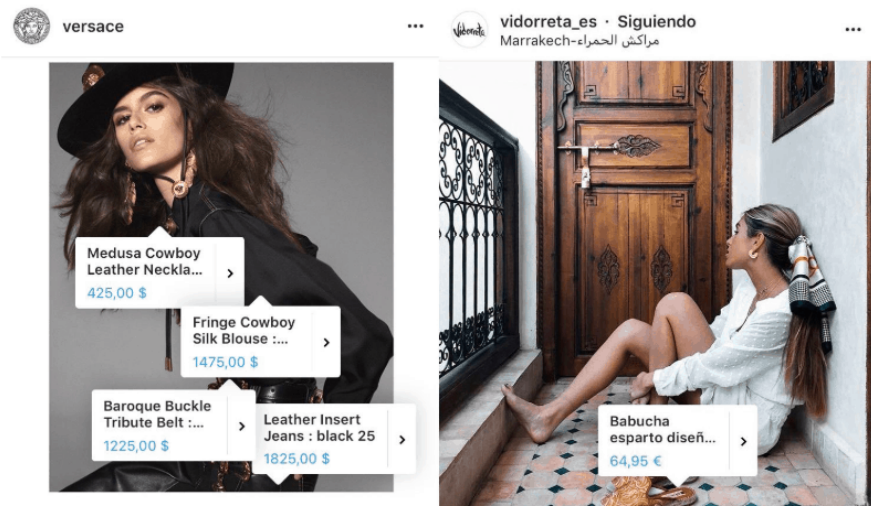 versace
Medusa Cowboy
Leather Neckla...
425,00 $
Fringe Cowboy
Silk Blouse :...
1475,00 $
Baroque Buckle
Tribute Belt :...
1225,00 $
Leather Insert
Jeans : black 25
1825,00 $
Vidorreta
vidorreta_es · Siguiendo
Marrakech-مراكش الحمراء
Babucha
esparto diseñ...
64,95 €